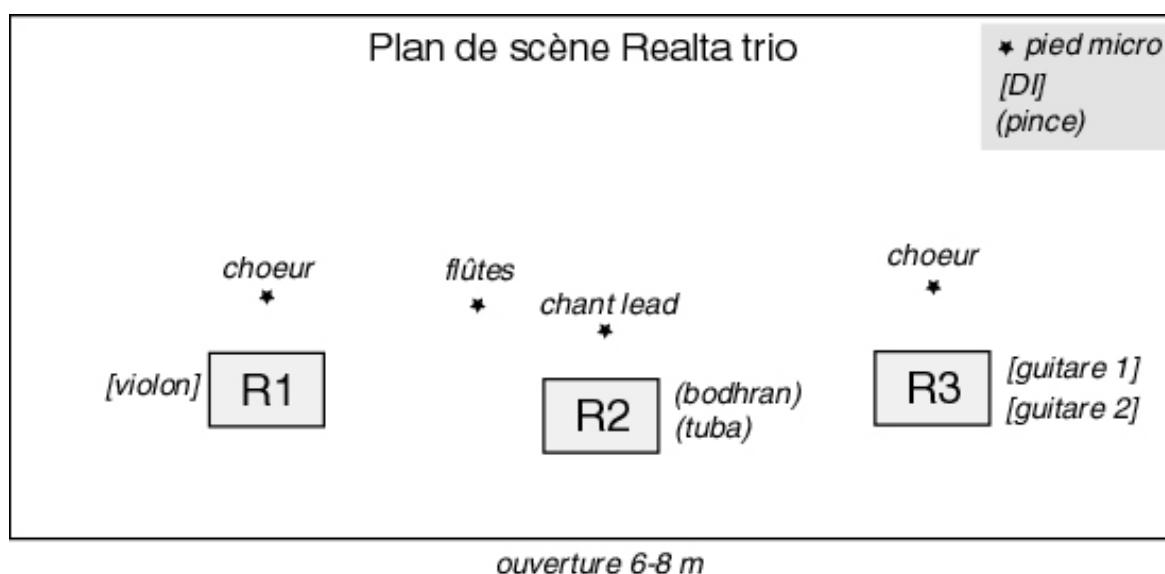 Plan de scène Realta trio
pied micro
[DI]
(pince)
choeur
flûtes
chant lead
choeur
[violon]
R1
R2
(bodhran)
(tuba)
R3
[guitare 1]
[guitare 2]
ouverture 6-8 m